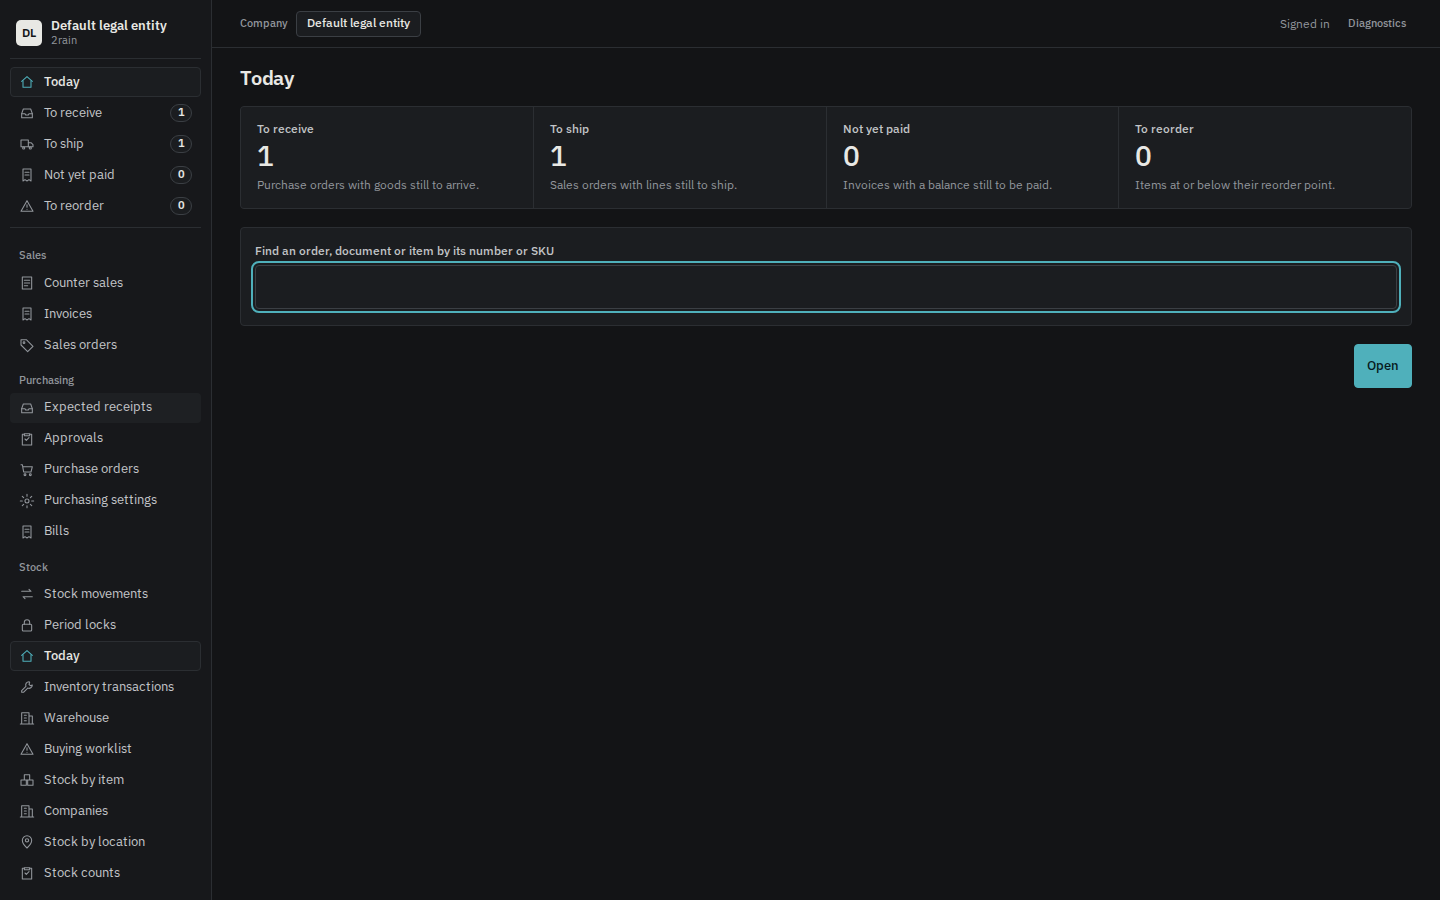 DL
Default legal entity
2rain
Today
To receive 1
To ship 1
Not yet paid 0
To reorder 0
Sales
Counter sales
Invoices
Sales orders
Purchasing
Expected receipts
Approvals
Purchase orders
Purchasing settings
Bills
Stock
Stock movements
Period locks
Today
Inventory transactions
Warehouse
Buying worklist
Stock by item
Companies
Stock by location
Stock counts
Company Default legal entity
Signed in Diagnostics
Today
To receive
1
Purchase orders with goods still to arrive.
To ship
1
Sales orders with lines still to ship.
Not yet paid
0
Invoices with a balance still to be paid.
To reorder
0
Items at or below their reorder point.
Find an order, document or item by its number or SKU
Open